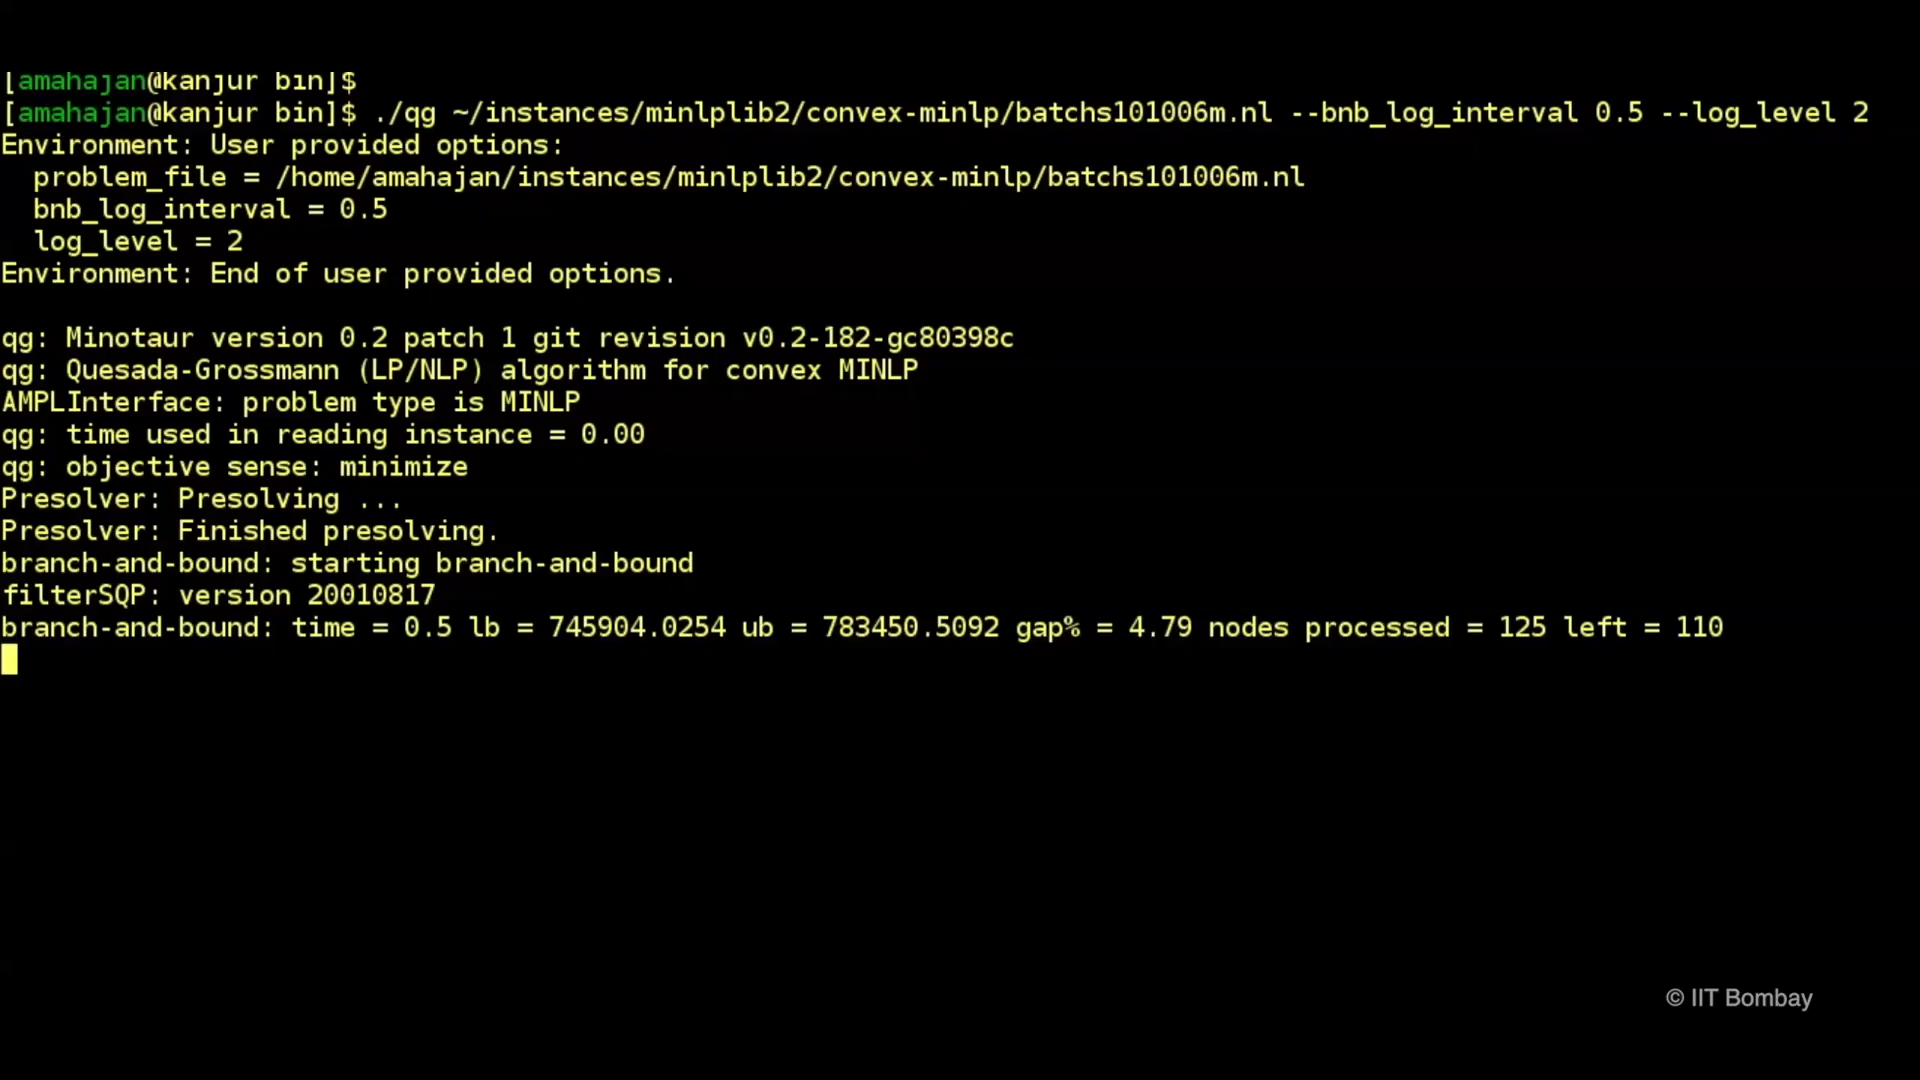 [amahajan@kanjur bin]$
[amahajan@kanjur bin]$ ./qg ~/instances/minlplib2/convex-minlp/batchs101006m.nl --bnb_log_interval 0.5 --log_level 2
Environment: User provided options:
  problem_file = /home/amahajan/instances/minlplib2/convex-minlp/batchs101006m.nl
  bnb_log_interval = 0.5
  log_level = 2
Environment: End of user provided options.

qg: Minotaur version 0.2 patch 1 git revision v0.2-182-gc80398c
qg: Quesada-Grossmann (LP/NLP) algorithm for convex MINLP
AMPLInterface: problem type is MINLP
qg: time used in reading instance = 0.00
qg: objective sense: minimize
Presolver: Presolving ...
Presolver: Finished presolving.
branch-and-bound: starting branch-and-bound
filterSQP: version 20010817
branch-and-bound: time = 0.5 lb = 745904.0254 ub = 783450.5092 gap% = 4.79 nodes processed = 125 left = 110
© IIT Bombay